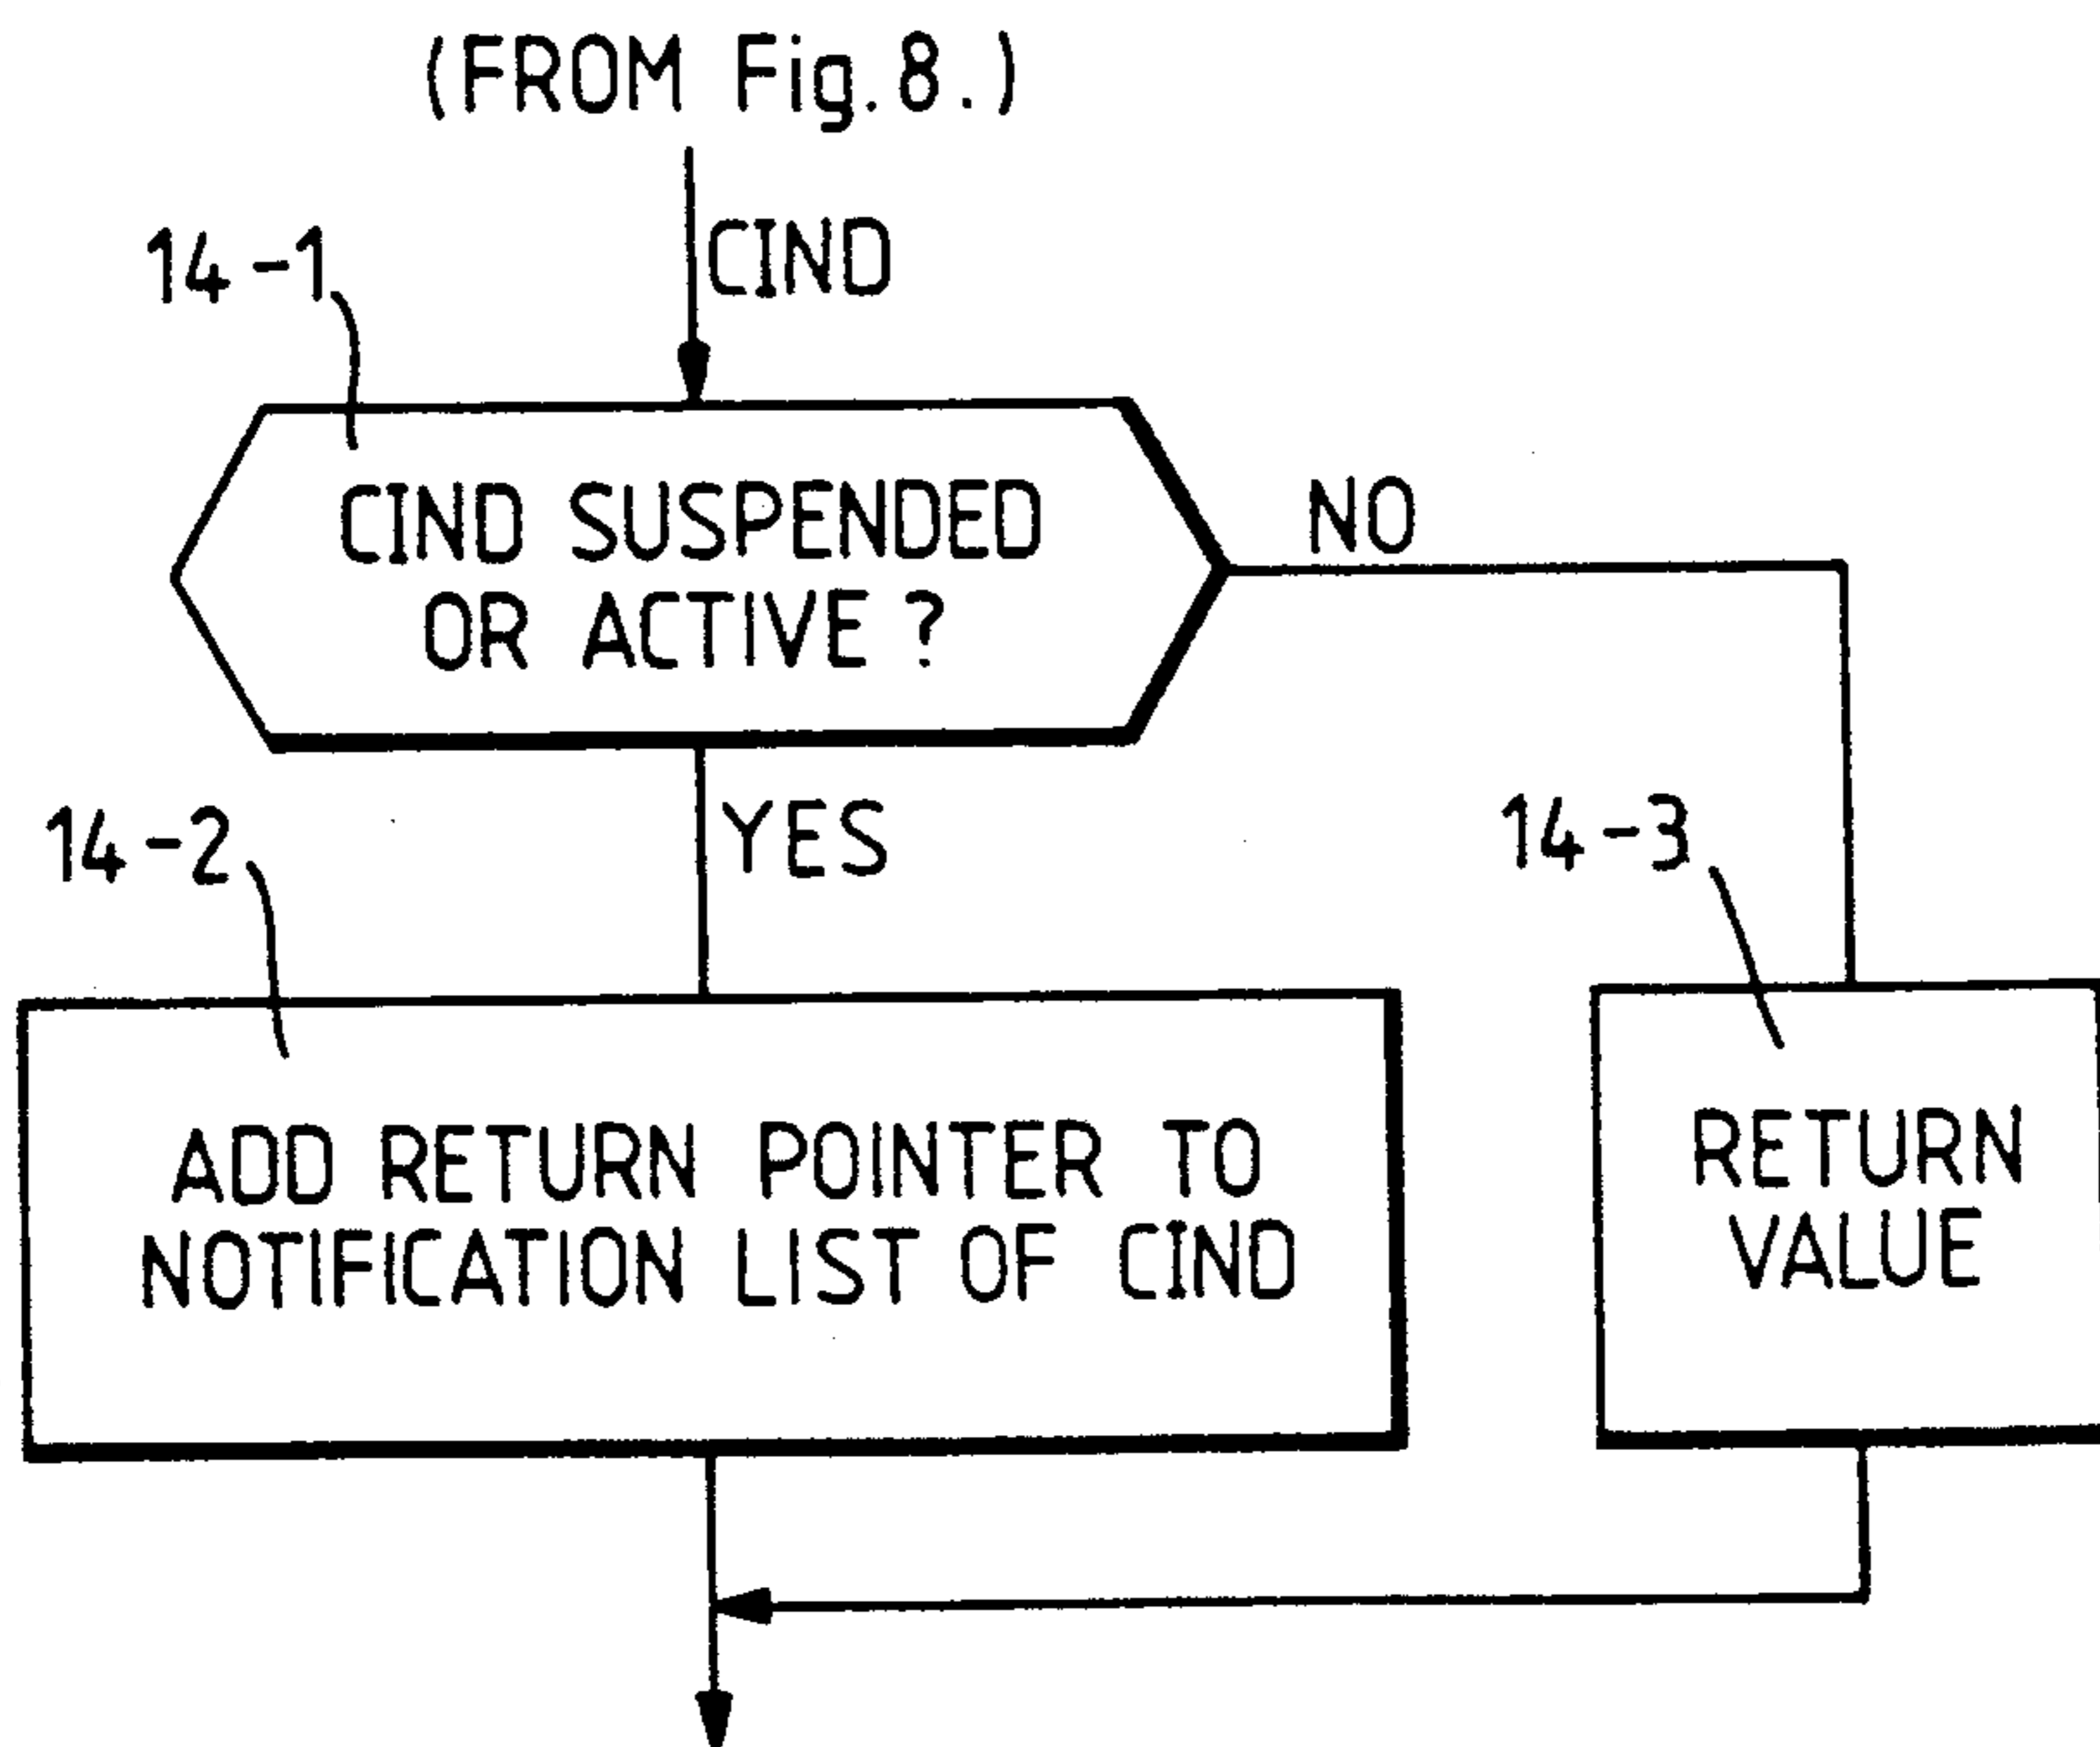 (FROM Fig. 8.)
CIND
14-1
CIND SUSPENDED
OR ACTIVE ?
NO
YES
14-2
14-3
ADD RETURN POINTER TO
NOTIFICATION LIST OF CIND
RETURN
VALUE